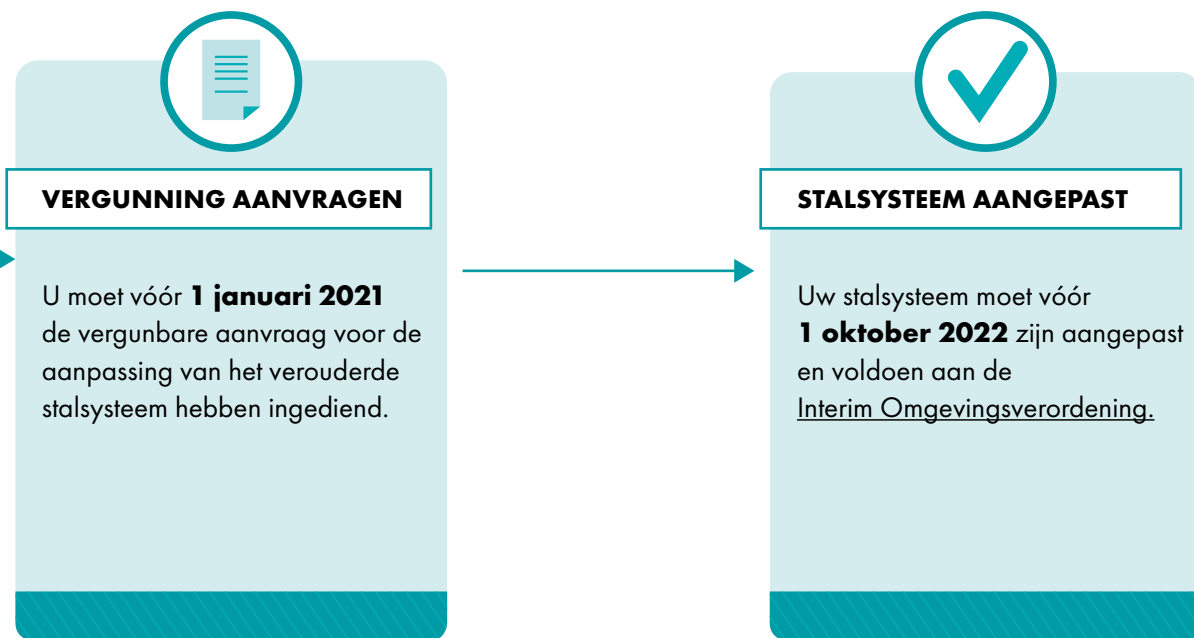 VERGUNNING AANVRAGEN
U moet vóór 1 januari 2021
de vergunbare aanvraag voor de
aanpassing van het verouderde
stalsysteem hebben ingediend.
STALSYSTEEM AANGEPAST
Uw stalsysteem moet vóór
1 oktober 2022 zijn aangepast
en voldoen aan de
Interim Omgevingsverordening.